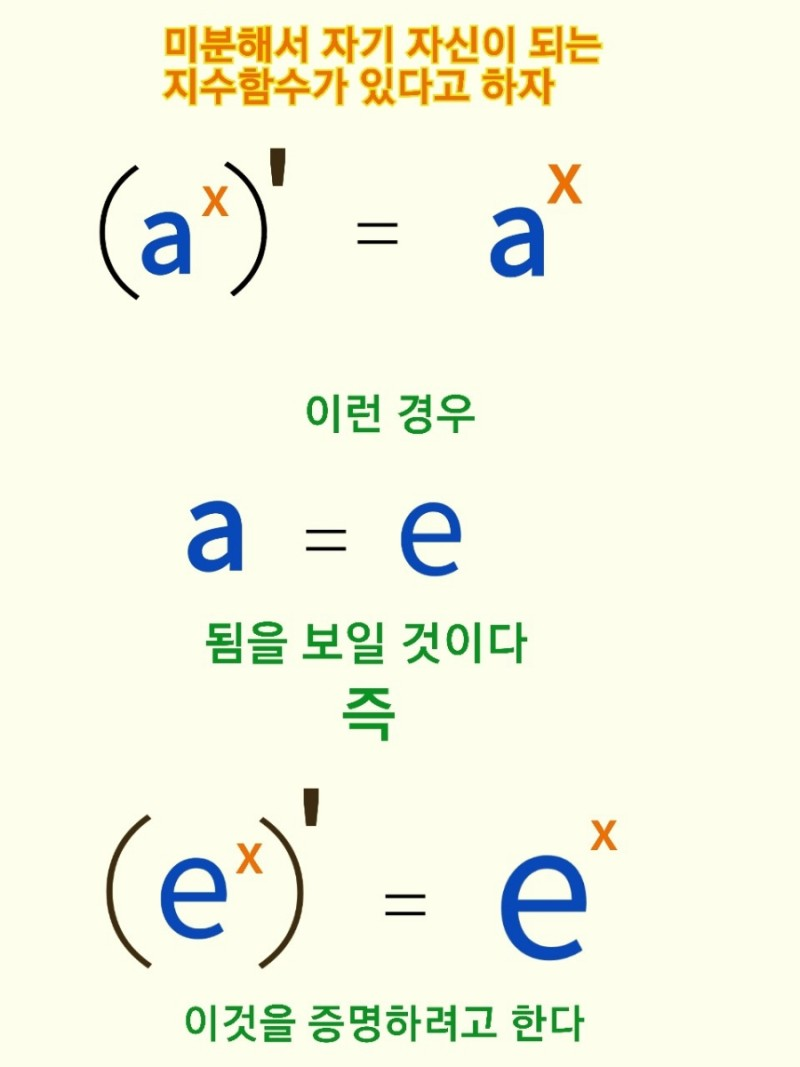 미분해서 자기 자신이 되는
지수함수가 있다고 하자
(aˣ)' = aˣ
이런 경우
a = e
됨을 보일 것이다
즉
(eˣ)' = eˣ
이것을 증명하려고 한다